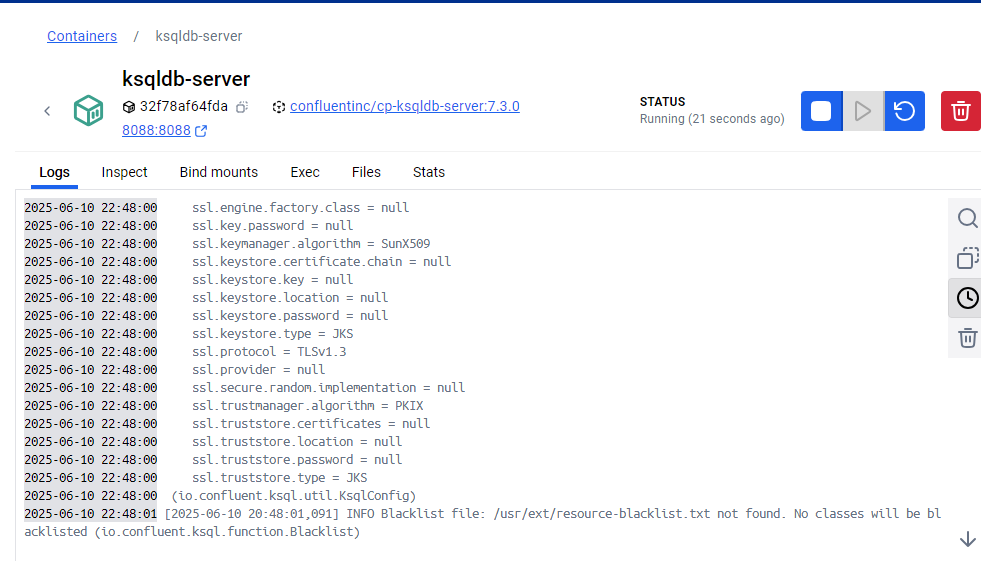 Containers / ksqldb-server
ksqldb-server
32f78af64fda confluentinc/cp-ksqldb-server:7.3.0
8088:8088
STATUS
Running (21 seconds ago)
Logs Inspect Bind mounts Exec Files Stats
2025-06-10 22:48:00 ssl.engine.factory.class = null
2025-06-10 22:48:00 ssl.key.password = null
2025-06-10 22:48:00 ssl.keymanager.algorithm = SunX509
2025-06-10 22:48:00 ssl.keystore.certificate.chain = null
2025-06-10 22:48:00 ssl.keystore.key = null
2025-06-10 22:48:00 ssl.keystore.location = null
2025-06-10 22:48:00 ssl.keystore.password = null
2025-06-10 22:48:00 ssl.keystore.type = JKS
2025-06-10 22:48:00 ssl.protocol = TLSv1.3
2025-06-10 22:48:00 ssl.provider = null
2025-06-10 22:48:00 ssl.secure.random.implementation = null
2025-06-10 22:48:00 ssl.trustmanager.algorithm = PKIX
2025-06-10 22:48:00 ssl.truststore.certificates = null
2025-06-10 22:48:00 ssl.truststore.location = null
2025-06-10 22:48:00 ssl.truststore.password = null
2025-06-10 22:48:00 ssl.truststore.type = JKS
2025-06-10 22:48:00 (io.confluent.ksql.util.KsqlConfig)
2025-06-10 22:48:01 [2025-06-10 20:48:01,091] INFO Blacklist file: /usr/ext/resource-blacklist.txt not found. No classes will be bl
acklisted (io.confluent.ksql.function.Blacklist)